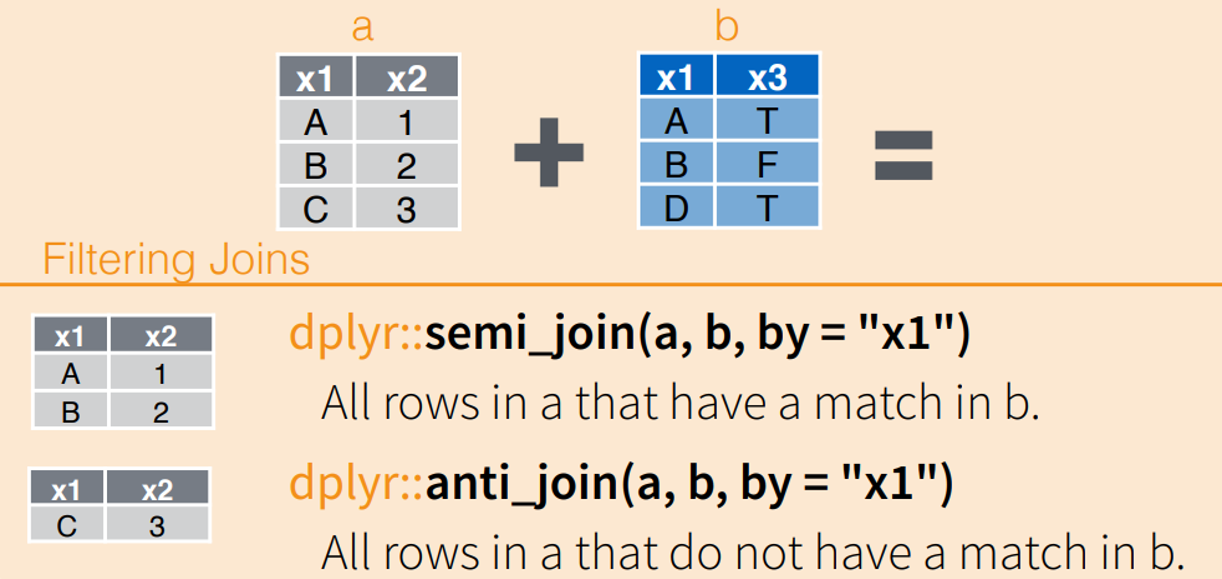 a b
x1 x2 x1 x3
A 1 A T
B 2 + B F =
C 3 D T
Filtering Joins
x1 x2
A 1
B 2
dplyr::semi_join(a, b, by = "x1")
All rows in a that have a match in b.
x1 x2
C 3
dplyr::anti_join(a, b, by = "x1")
All rows in a that do not have a match in b.